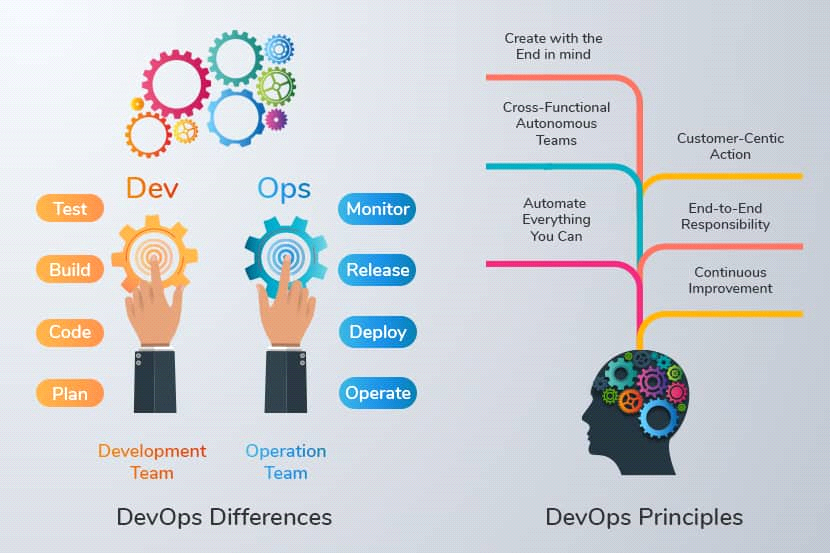 Dev
Ops
Test
Build
Code
Plan
Monitor
Release
Deploy
Operate
Development
Team
Operation
Team
DevOps Differences
Create with the
End in mind
Cross-Functional
Autonomous
Teams
Automate
Everything
You Can
Customer-Centic
Action
End-to-End
Responsibility
Continuous
Improvement
DevOps Principles